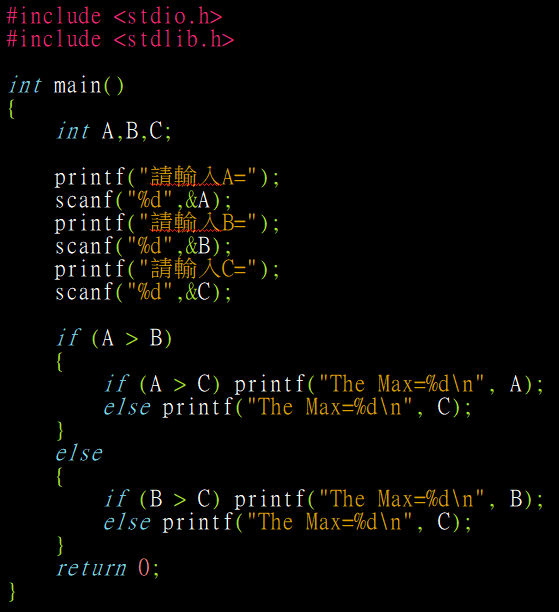 #include <stdio.h>
#include <stdlib.h>
int main()
{
    int A,B,C;
    printf("請輸入A=");
    scanf("%d",&A);
    printf("請輸入B=");
    scanf("%d",&B);
    printf("請輸入C=");
    scanf("%d",&C);
    if (A > B)
    {
        if (A > C) printf("The Max=%d\n", A);
        else printf("The Max=%d\n", C);
    }
    else
    {
        if (B > C) printf("The Max=%d\n", B);
        else printf("The Max=%d\n", C);
    }
    return 0;
}